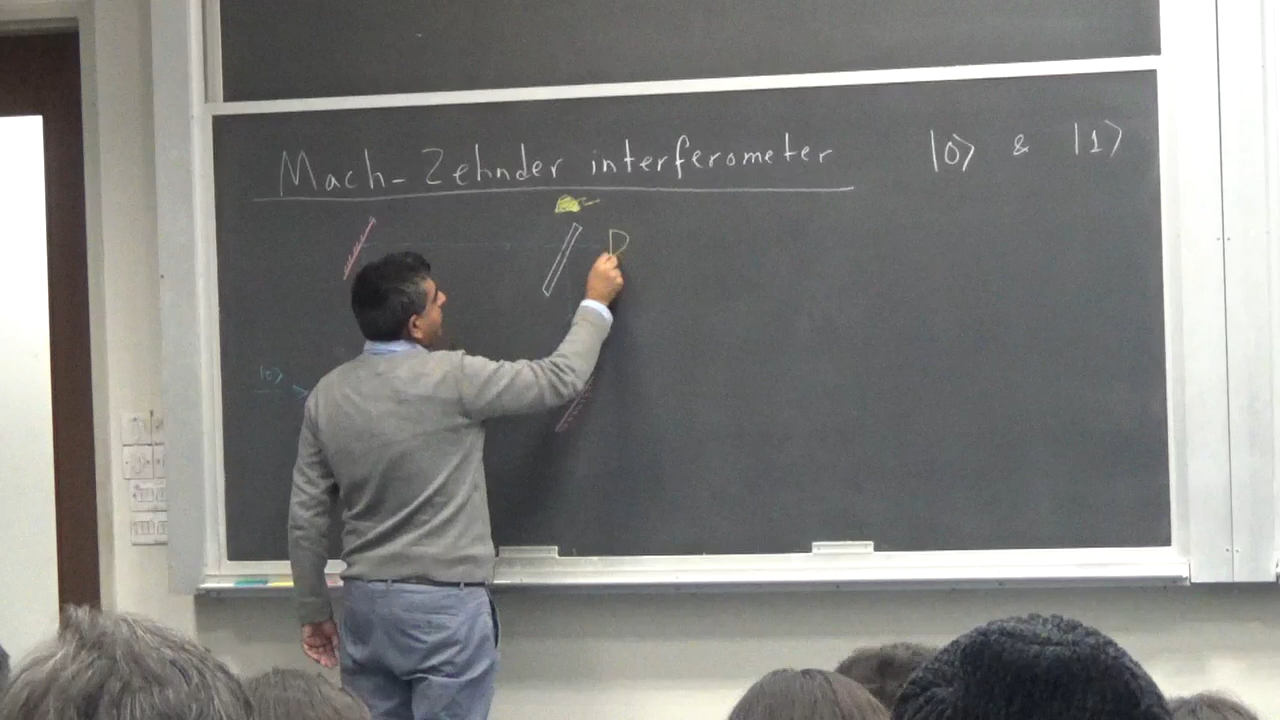 Mach-Zehnder interferometer |0⟩ & |1⟩
|0⟩